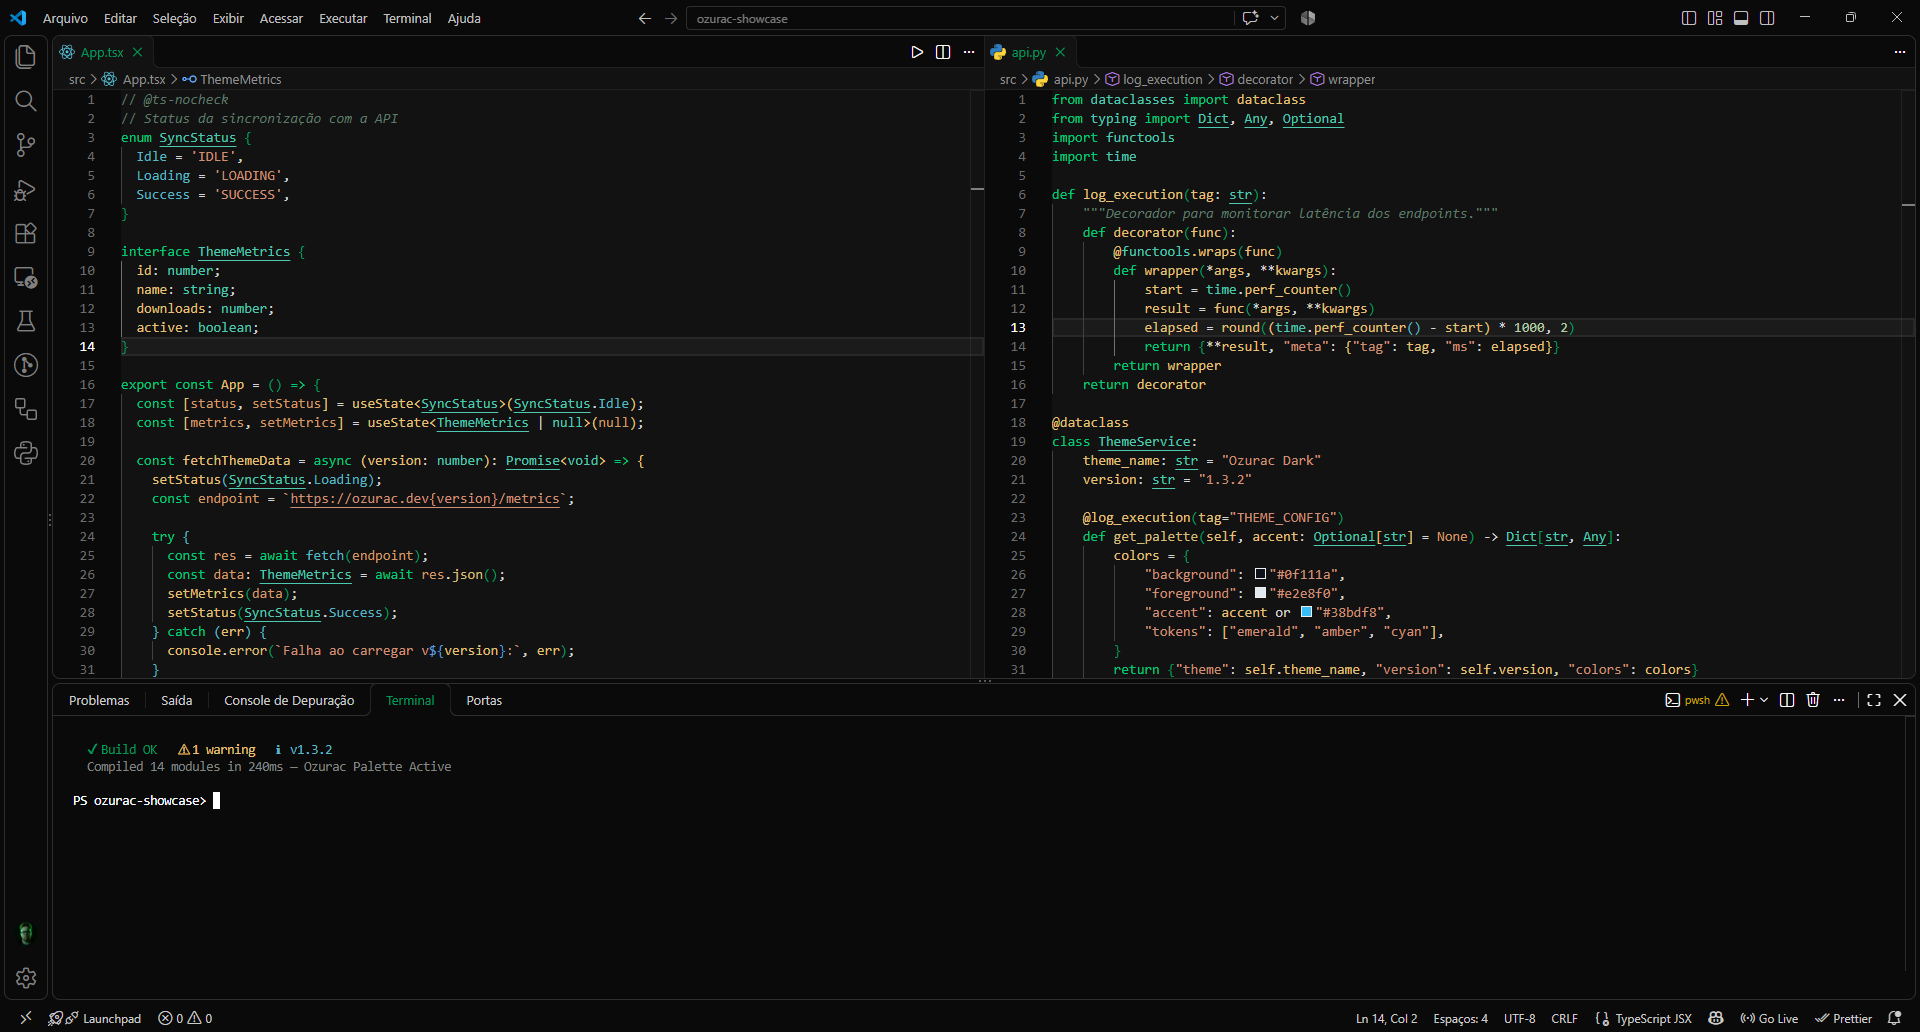 Arquivo Editar Seleção Exibir Acessar Executar Terminal Ajuda
ozurac-showcase
App.tsx
src > App.tsx > ThemeMetrics
1 // @ts-nocheck
2 // Status da sincronização com a API
3 enum SyncStatus {
4 Idle = 'IDLE',
5 Loading = 'LOADING',
6 Success = 'SUCCESS',
7 }
8
9 interface ThemeMetrics {
10 id: number;
11 name: string;
12 downloads: number;
13 active: boolean;
14 }
15
16 export const App = () => {
17 const [status, setStatus] = useState<SyncStatus>(SyncStatus.Idle);
18 const [metrics, setMetrics] = useState<ThemeMetrics | null>(null);
19
20 const fetchThemeData = async (version: number): Promise<void> => {
21 setStatus(SyncStatus.Loading);
22 const endpoint = `https://ozurac.dev{version}/metrics`;
23
24 try {
25 const res = await fetch(endpoint);
26 const data: ThemeMetrics = await res.json();
27 setMetrics(data);
28 setStatus(SyncStatus.Success);
29 } catch (err) {
30 console.error(`Falha ao carregar v${version}:`, err);
31 }
api.py
src > api.py > log_execution > decorator > wrapper
1 from dataclasses import dataclass
2 from typing import Dict, Any, Optional
3 import functools
4 import time
5
6 def log_execution(tag: str):
7 """Decorador para monitorar latência dos endpoints."""
8 def decorator(func):
9 @functools.wraps(func)
10 def wrapper(*args, **kwargs):
11 start = time.perf_counter()
12 result = func(*args, **kwargs)
13 elapsed = round((time.perf_counter() - start) * 1000, 2)
14 return {**result, "meta": {"tag": tag, "ms": elapsed}}
15 return wrapper
16 return decorator
17
18 @dataclass
19 class ThemeService:
20 theme_name: str = "Ozurac Dark"
21 version: str = "1.3.2"
22
23 @log_execution(tag="THEME_CONFIG")
24 def get_palette(self, accent: Optional[str] = None) -> Dict[str, Any]:
25 colors = {
26 "background": "#0f111a",
27 "foreground": "#e2e8f0",
28 "accent": accent or "#38bdf8",
29 "tokens": ["emerald", "amber", "cyan"],
30 }
31 return {"theme": self.theme_name, "version": self.version, "colors": colors}
Problemas Saída Console de Depuração Terminal Portas
pwsh
✓ Build OK ⚠ 1 warning ℹ v1.3.2
Compiled 14 modules in 240ms — Ozurac Palette Active
PS ozurac-showcase>
Launchpad 0 0
Ln 14, Col 2 Espaços: 4 UTF-8 CRLF {} TypeScript JSX Go Live Prettier